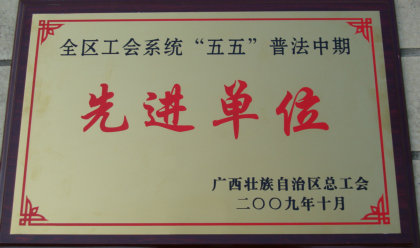 全区工会系统“五五”普法中期
先进单位
广西壮族自治区总工会
二〇〇九年十月